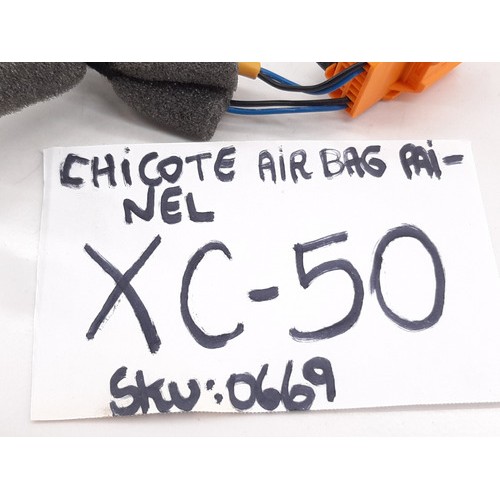 CHICOTE AIR BAG PAI-
NEL
XC-50
SKU:0669